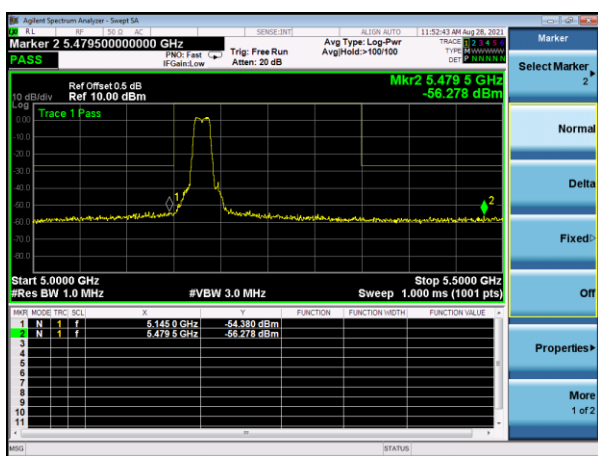 Agilent Spectrum Analyzer - Swept SA
RL RF 50 Ω AC SENSE:INT ALIGN AUTO 11:52:43 AM Aug 28, 2021
Marker 2 5.479500000000 GHz
PASS
PNO: Fast
IFGain:Low
Trig: Free Run
Atten: 20 dB
Avg Type: Log-Pwr
Avg|Hold:>100/100
TRACE 1 2 3 4 5 6
TYPE M
DET P N N N N N
Ref Offset 0.5 dB
Ref 10.00 dBm
10 dB/div
Log
Mkr2 5.479 5 GHz
-56.278 dBm
Trace 1 Pass
0.00
-10.0
-20.0
-30.0
-40.0
-50.0
-60.0
-70.0
-80.0
1
2
Start 5.0000 GHz
#Res BW 1.0 MHz
#VBW 3.0 MHz
Stop 5.5000 GHz
Sweep 1.000 ms (1001 pts)
MKR MODE TRC SCL X Y FUNCTION FUNCTION WIDTH FUNCTION VALUE
1 N 1 f 5.145 0 GHz -54.380 dBm
2 N 1 f 5.479 5 GHz -56.278 dBm
3
4
5
6
7
8
9
10
11
MSG STATUS
Marker
Select Marker
2
Normal
Delta
Fixed
Off
Properties
More
1 of 2